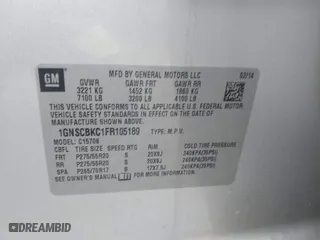 GM
MFD BY GENERAL MOTORS LLC 02/14
GVWR GAWR FRT GAWR RR
3221 KG 1452 KG 1860 KG
7100 LB 3200 LB 4100 LB
THIS VEHICLE CONFORMS TO ALL APPLICABLE U.S. FEDERAL MOTOR
VEHICLE SAFETY AND THEFT PREVENTION STANDARDS IN
EFFECT ON THE DATE OF MANUFACTURE SHOWN ABOVE.
1GNSCBKC1FR105189 TYPE: M.P.V.
MODEL: C15706
TIRE SIZE SPEED RTG RIM COLD TIRE PRESSURE
FRT P275/55R20 S 20X9J 240KPA(35PSI)
RR P275/55R20 S 20X9J 240KPA(35PSI)
SPA P265/70R17 S 17X7.5J 240KPA(35PSI)
SEE OWNER'S MANUAL
DREAMBID